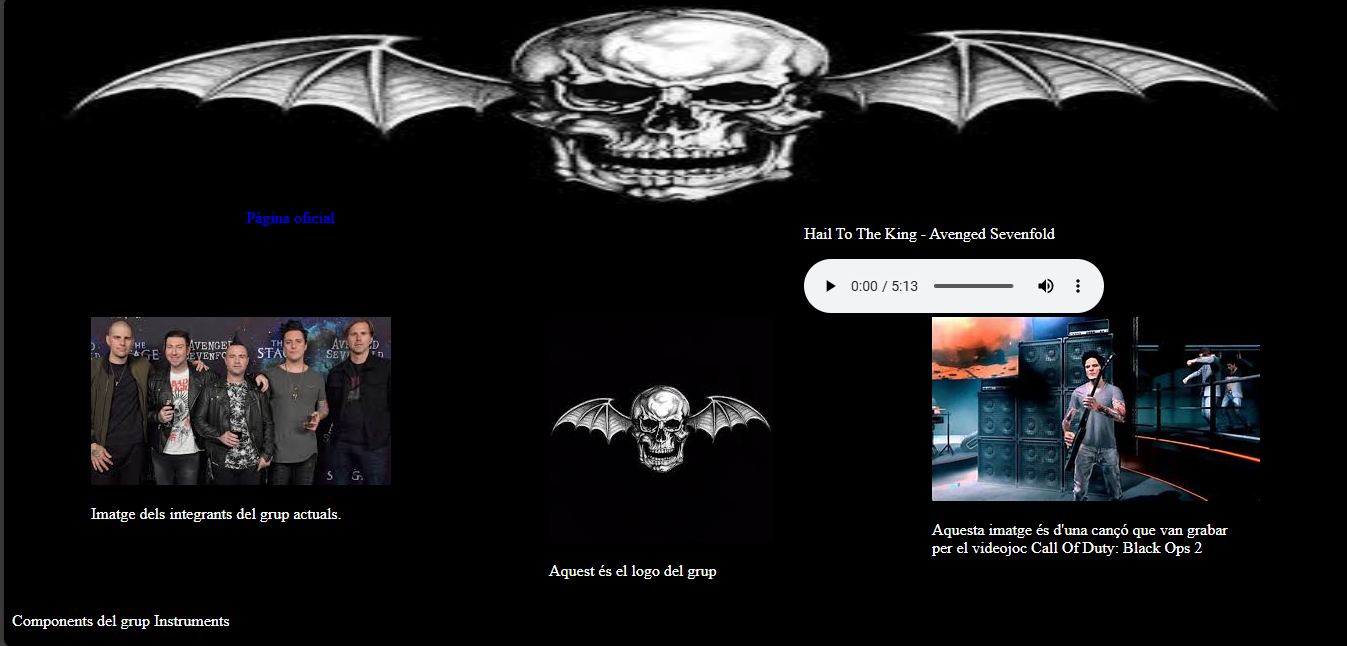 Pàgina oficial
Hail To The King - Avenged Sevenfold
0:00 / 5:13
THE
STAGE
AVENGED
SEVENFOLD
Imatge dels integrants del grup actuals.
Aquest és el logo del grup
Aquesta imatge és d'una cançó que van grabar
per el videojoc Call Of Duty: Black Ops 2
Components del grup Instruments